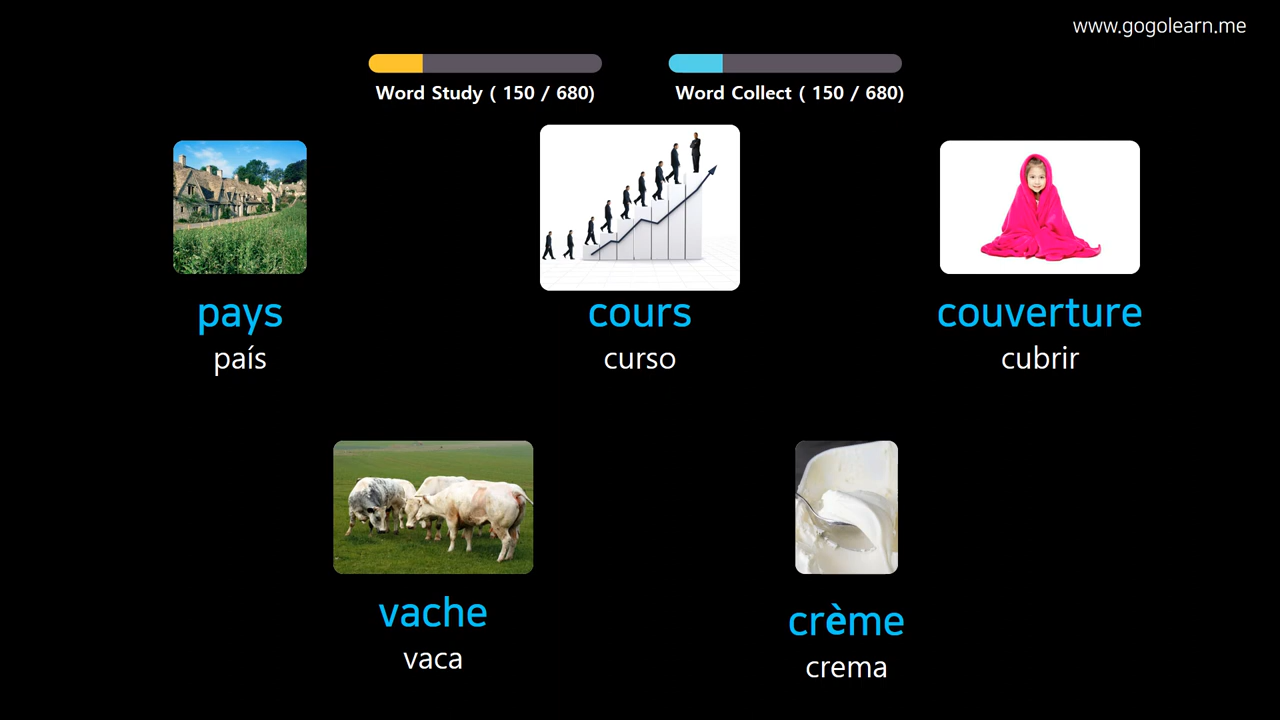 www.gogolearn.me
Word Study ( 150 / 680)
Word Collect ( 150 / 680)
pays
país
cours
curso
couverture
cubrir
vache
vaca
crème
crema